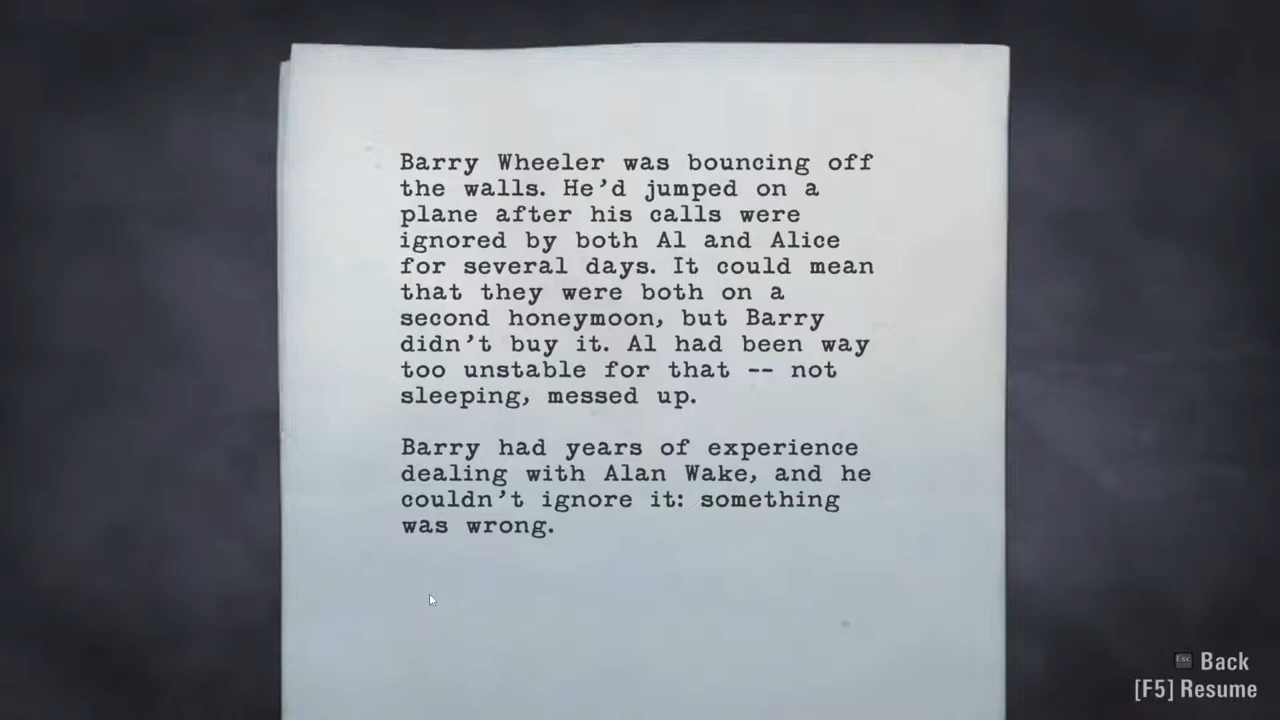 Barry Wheeler was bouncing off
the walls. He'd jumped on a
plane after his calls were
ignored by both Al and Alice
for several days. It could mean
that they were both on a
second honeymoon, but Barry
didn't buy it. Al had been way
too unstable for that -- not
sleeping, messed up.
Barry had years of experience
dealing with Alan Wake, and he
couldn't ignore it: something
was wrong.
Esc Back
[F5] Resume